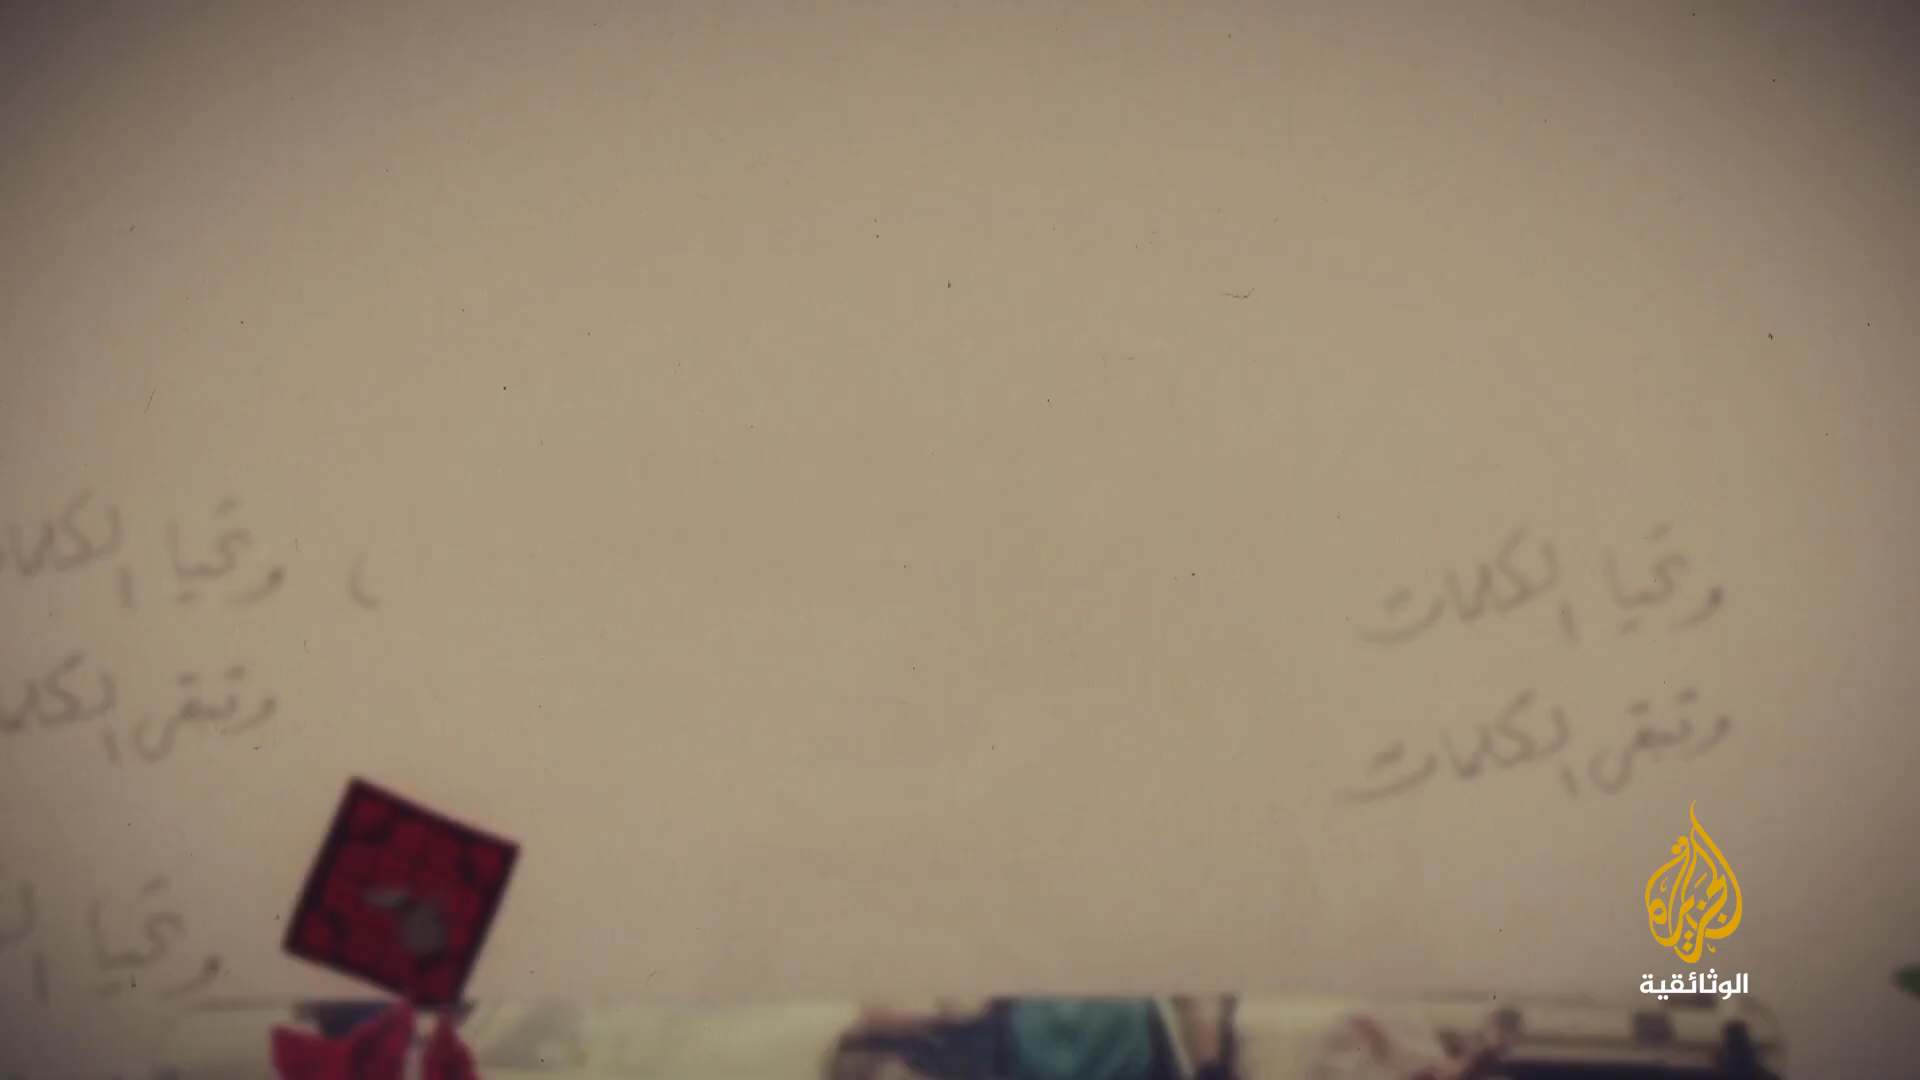 وتحيا الكلمات
وتبقى الكلمات
وتحيا
وتبقى
وتحيا
الجزيرة
الوثائقية